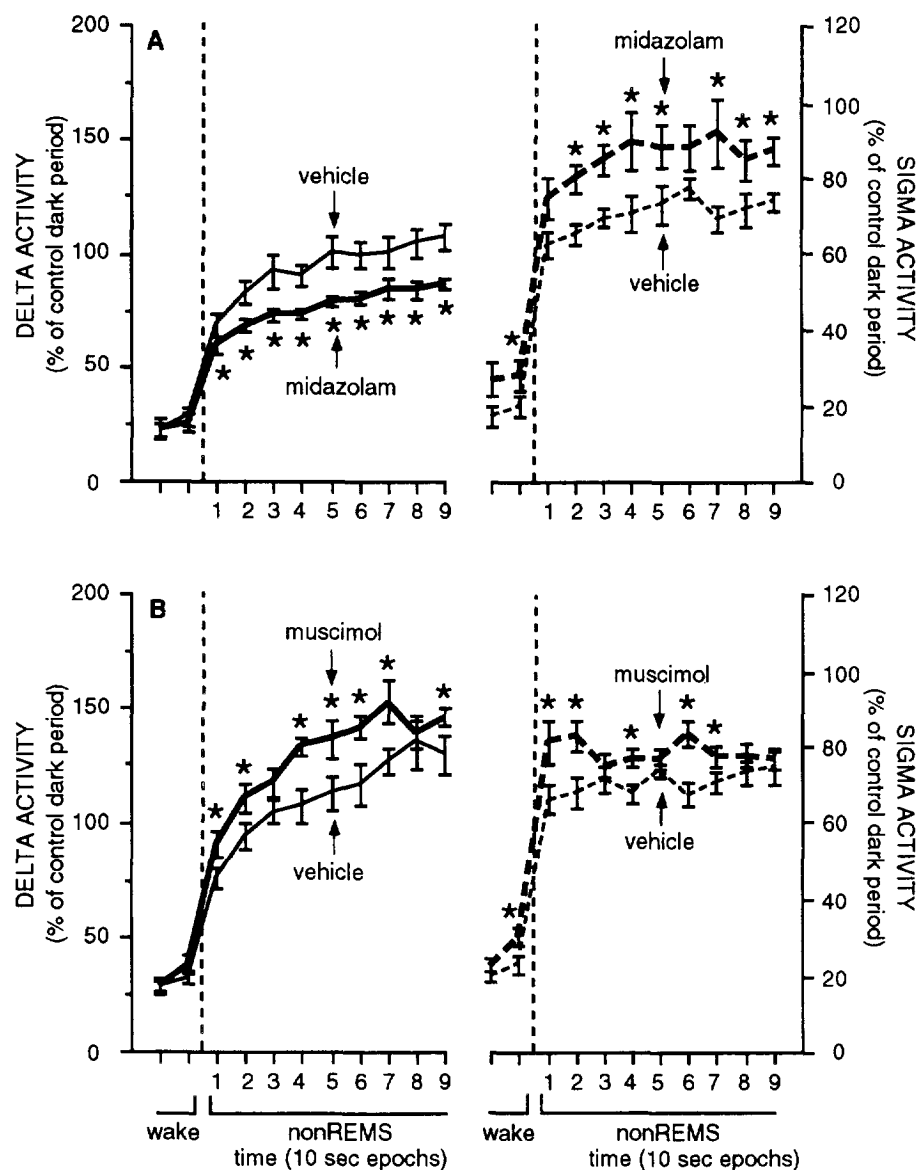 A
200
150
100
50
0
DELTA ACTIVITY
(% of control dark period)
vehicle
midazolam
* * * * * * * * *
1 2 3 4 5 6 7 8 9
midazolam
vehicle
* * * * * * * *
120
100
80
60
40
20
0
SIGMA ACTIVITY
(% of control dark period)
1 2 3 4 5 6 7 8 9
B
200
150
100
50
0
DELTA ACTIVITY
(% of control dark period)
muscimol
vehicle
* * * * * * *
1 2 3 4 5 6 7 8 9
wake nonREMS
time (10 sec epochs)
muscimol
vehicle
* * * * * *
120
100
80
60
40
20
0
SIGMA ACTIVITY
(% of control dark period)
1 2 3 4 5 6 7 8 9
wake nonREMS
time (10 sec epochs)